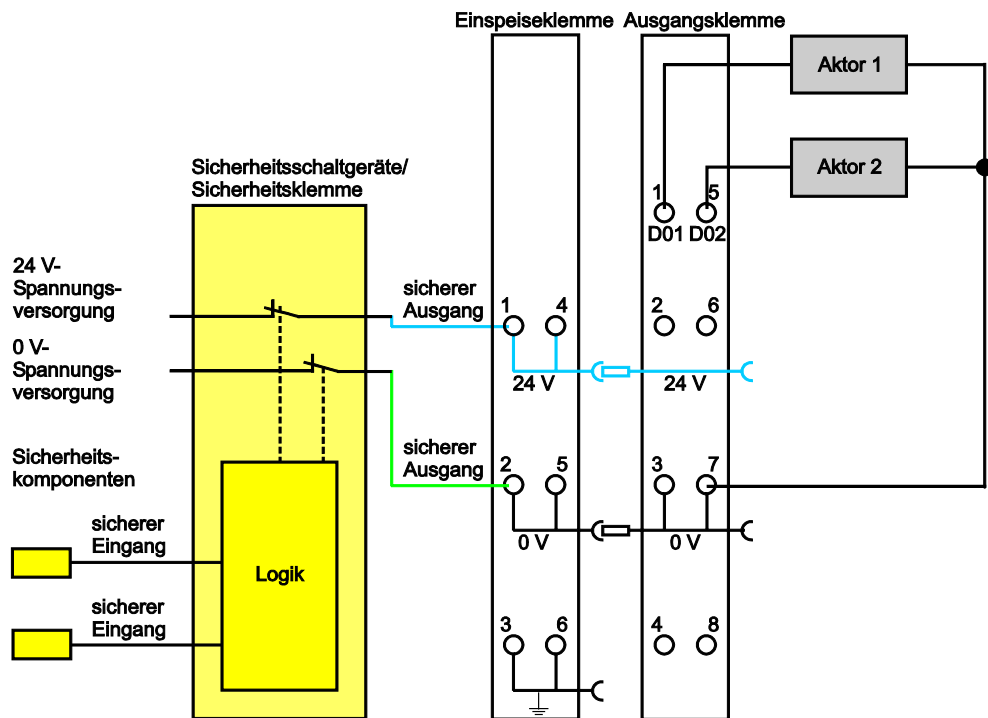 Einspeiseklemme
Ausgangsklemme
Aktor 1
Aktor 2
Sicherheitsschaltgeräte/
Sicherheitsklemme
1
5
D01
D02
24 V-
Spannungs-
versorgung
sicherer
Ausgang
1
4
2
6
24 V
24 V
0 V-
Spannungs-
versorgung
sicherer
Ausgang
2
5
3
7
0 V
0 V
Sicherheits-
komponenten
sicherer
Eingang
Logik
sicherer
Eingang
3
6
4
8